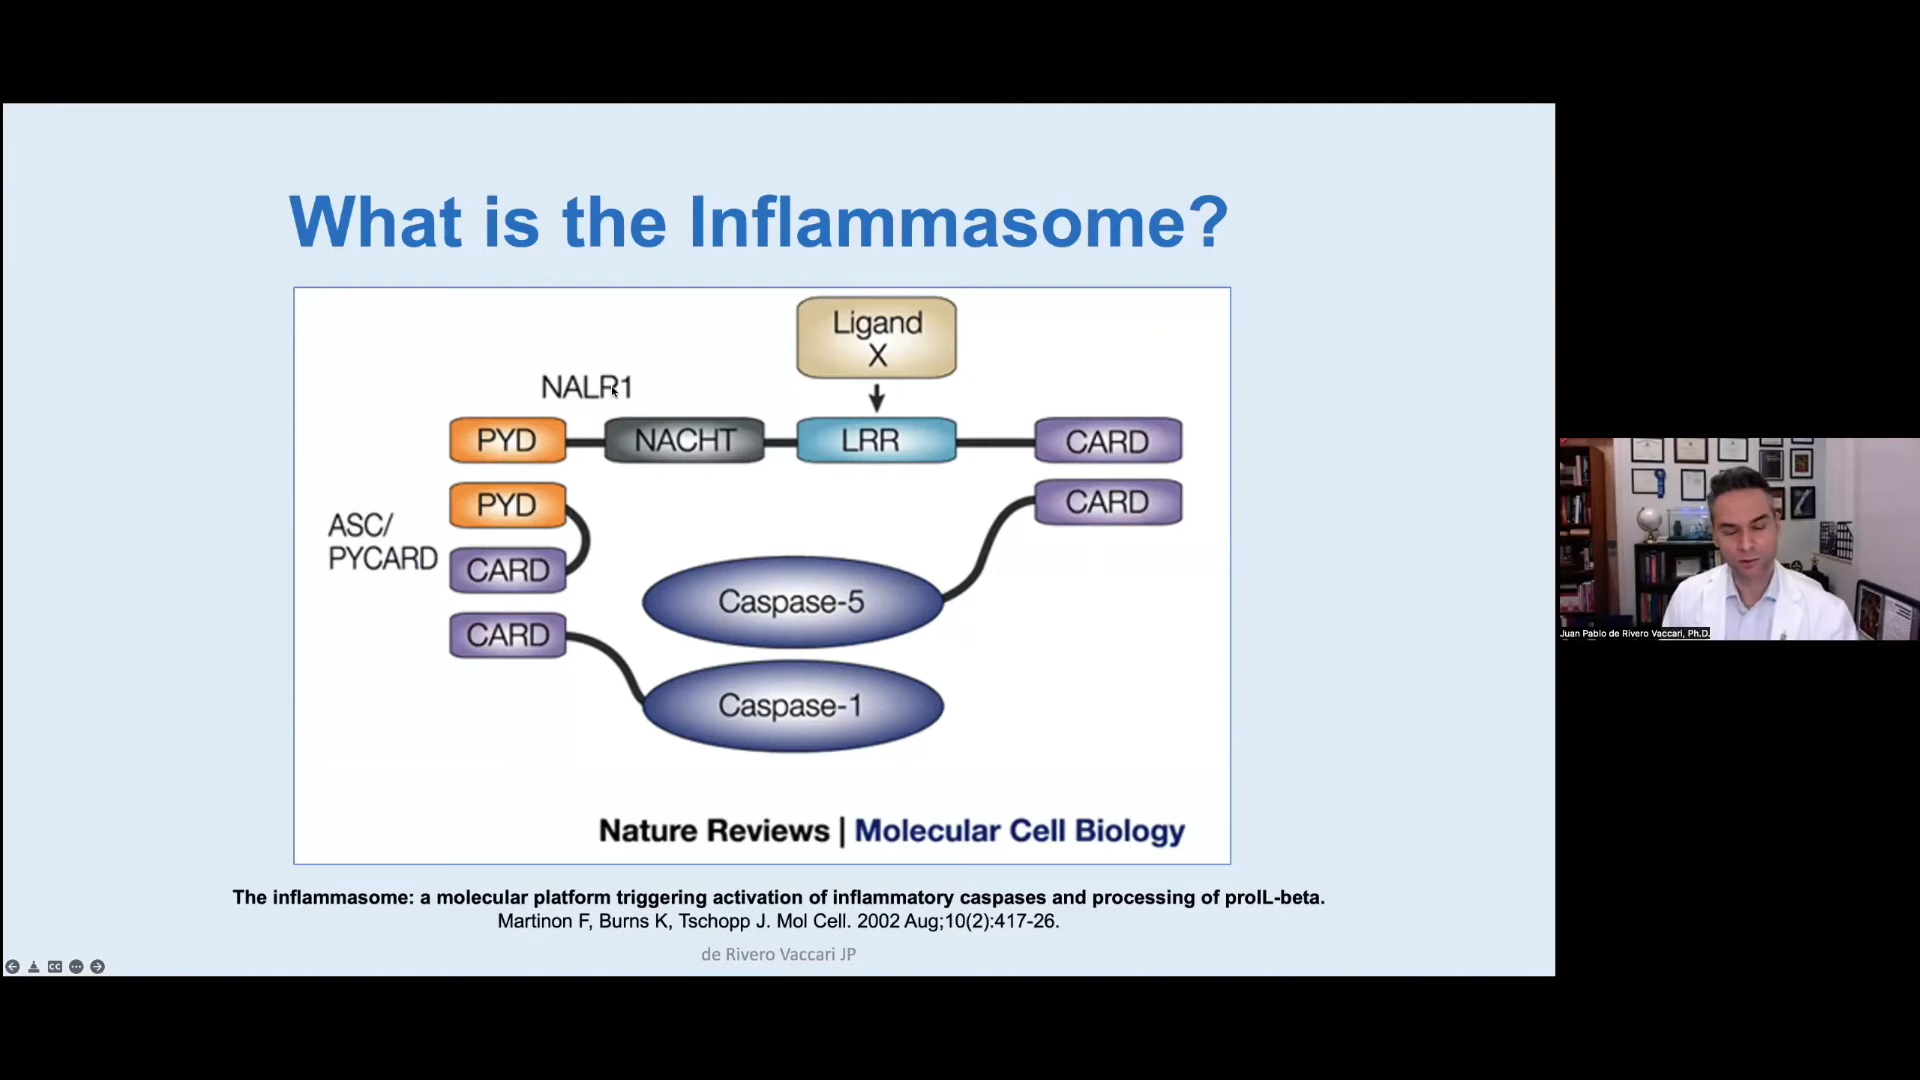 What is the Inflammasome?
Ligand
X
NALR1
PYD
NACHT
LRR
CARD
PYD
CARD
ASC/
PYCARD
CARD
Caspase-5
CARD
Caspase-1
Nature Reviews | Molecular Cell Biology
The inflammasome: a molecular platform triggering activation of inflammatory caspases and processing of proIL-beta.
Martinon F, Burns K, Tschopp J. Mol Cell. 2002 Aug;10(2):417-26.
de Rivero Vaccari JP
CC
Juan Pablo de Rivero Vaccari, Ph.D.